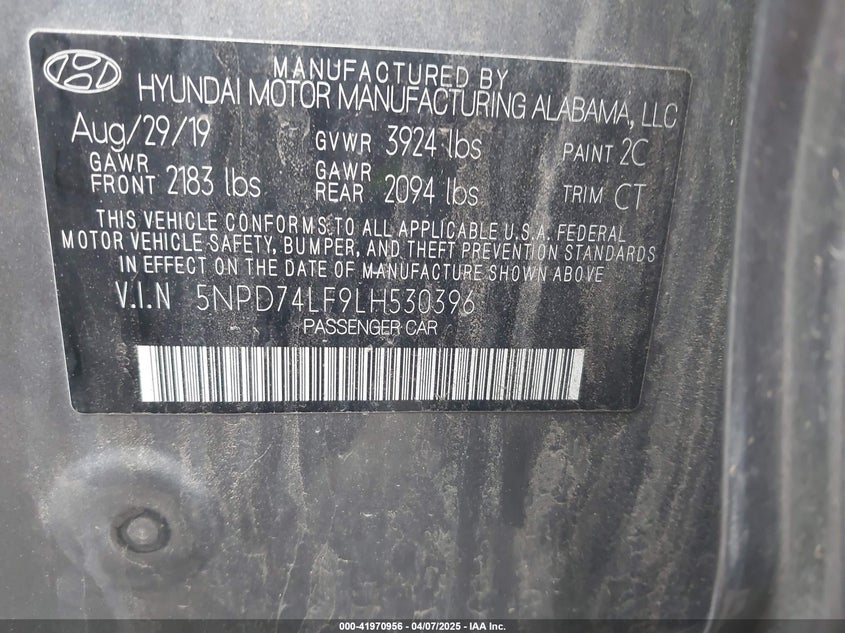 MANUFACTURED BY
HYUNDAI MOTOR MANUFACTURING ALABAMA, LLC
Aug/29/19 GVWR 3924 lbs PAINT 2C
GAWR FRONT 2183 lbs GAWR REAR 2094 lbs TRIM CT
THIS VEHICLE CONFORMS TO ALL APPLICABLE U.S.A. FEDERAL
MOTOR VEHICLE SAFETY, BUMPER, AND THEFT PREVENTION STANDARDS
IN EFFECT ON THE DATE OF MANUFACTURE SHOWN ABOVE
V.I.N 5NPD74LF9LH530396
PASSENGER CAR
000-41970956 - 04/07/2025 - IAA Inc.